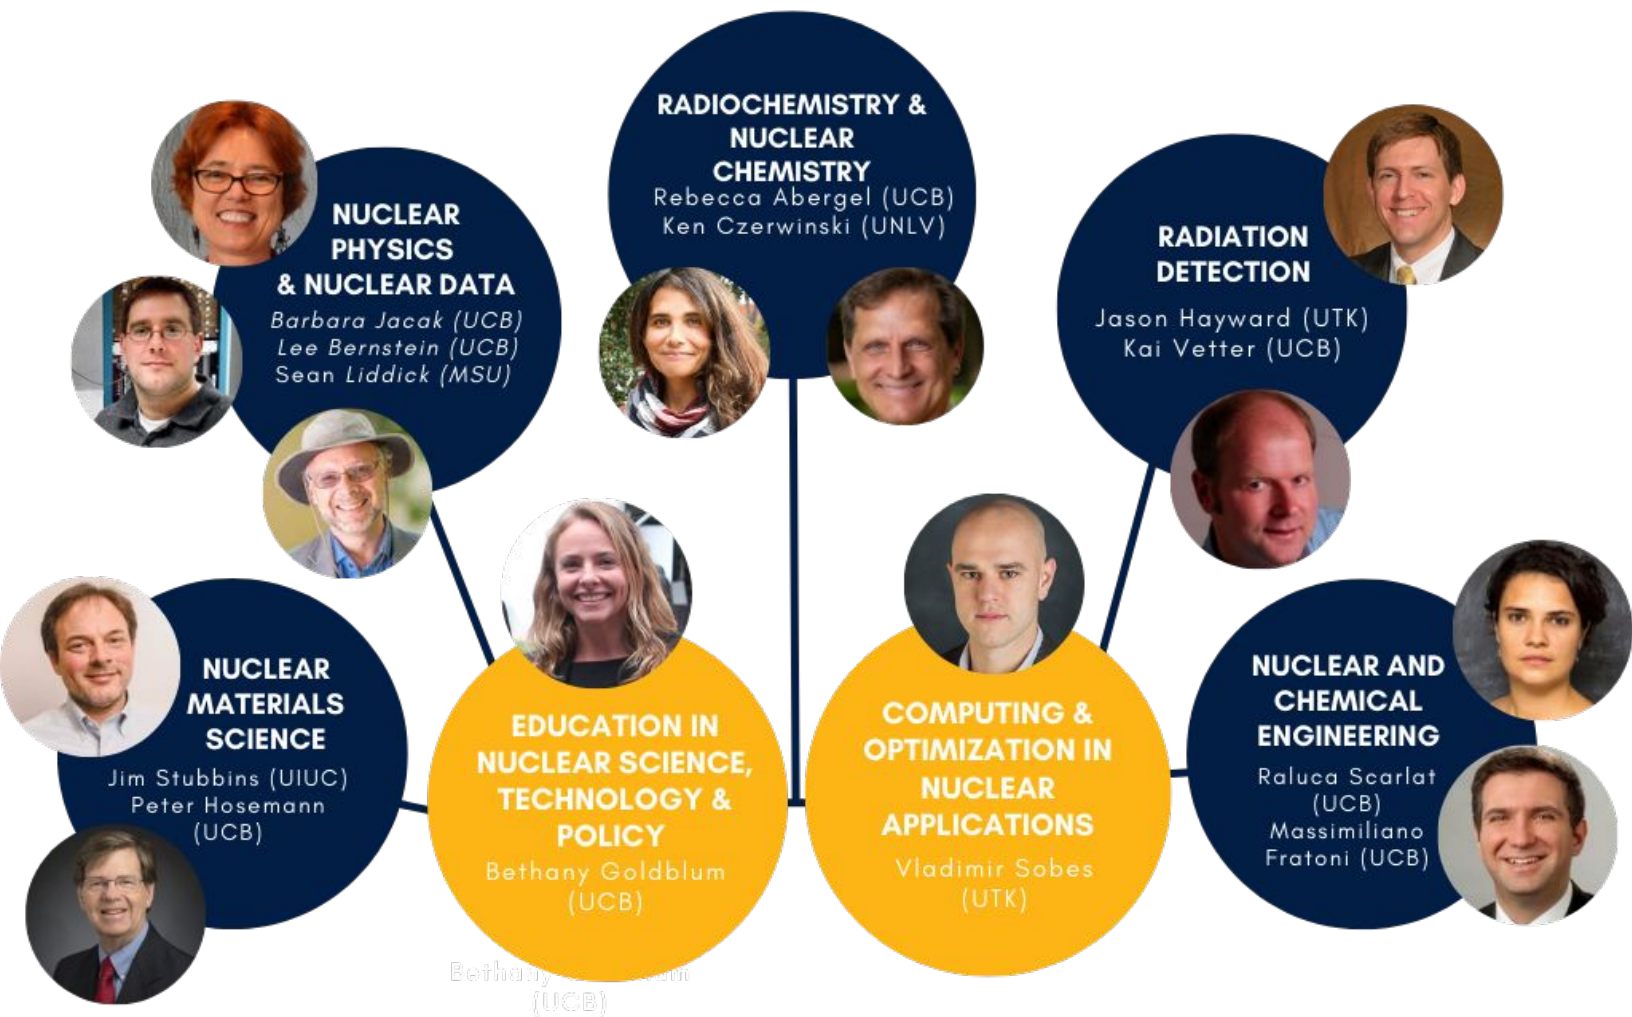 RADIOCHEMISTRY &
NUCLEAR
CHEMISTRY
Rebecca Abergel (UCB)
Ken Czerwinski (UNLV)
NUCLEAR
PHYSICS
& NUCLEAR DATA
Barbara Jacak (UCB)
Lee Bernstein (UCB)
Sean Liddick (MSU)
RADIATION
DETECTION
Jason Hayward (UTK)
Kai Vetter (UCB)
NUCLEAR
MATERIALS
SCIENCE
Jim Stubbins (UIUC)
Peter Hosemann
(UCB)
EDUCATION IN
NUCLEAR SCIENCE,
TECHNOLOGY &
POLICY
Bethany Goldblum
(UCB)
COMPUTING &
OPTIMIZATION IN
NUCLEAR
APPLICATIONS
Vladimir Sobes
(UTK)
NUCLEAR AND
CHEMICAL
ENGINEERING
Raluca Scarlat
(UCB)
Massimiliano
Fratoni (UCB)
Bethany
(UCB)